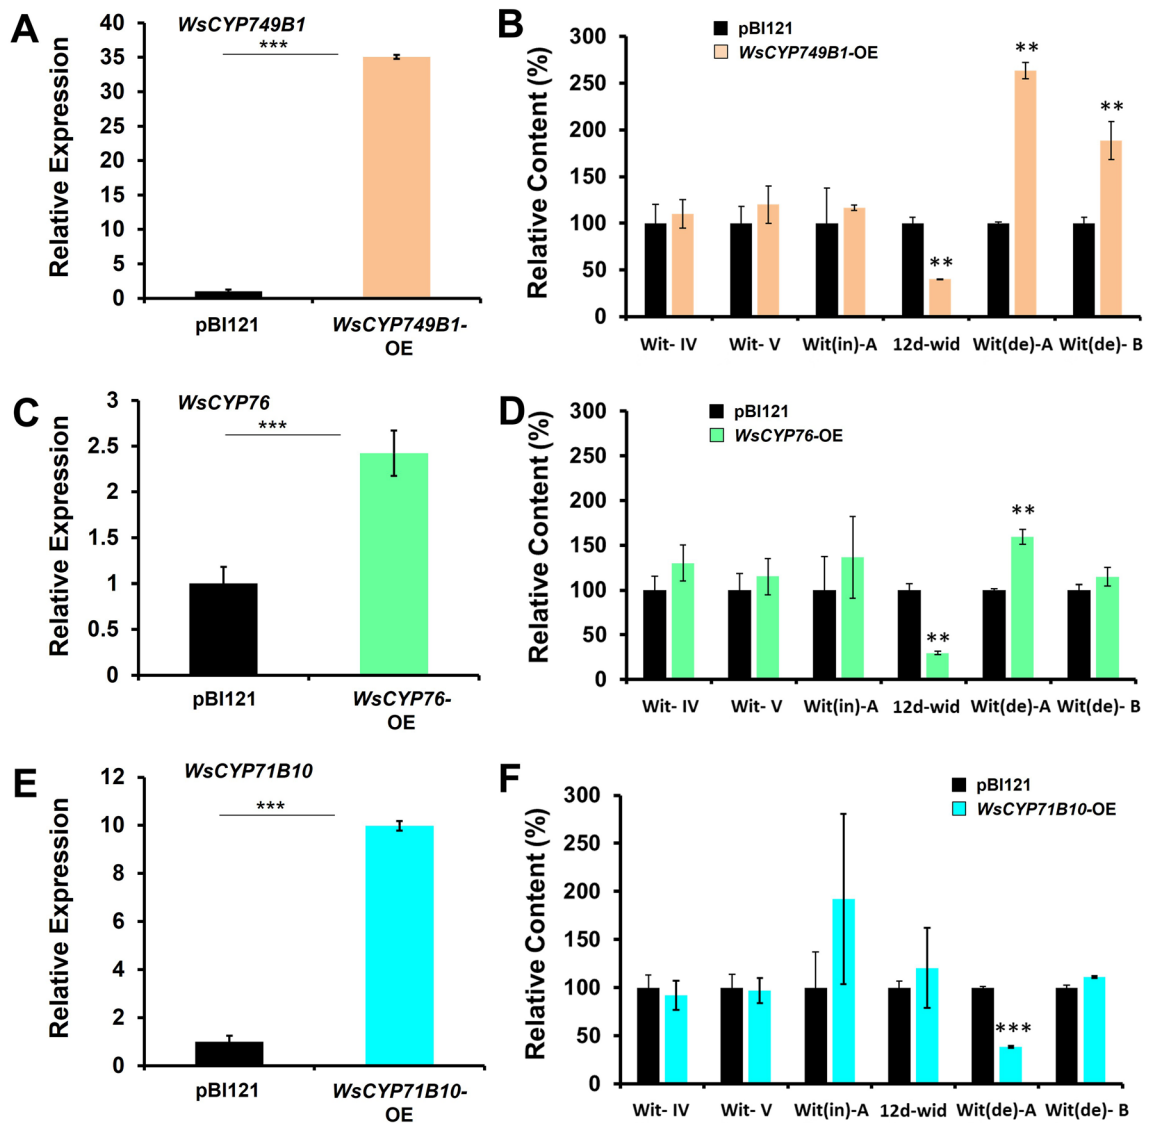 A
WsCYP749B1
***
Relative Expression
40
35
30
25
20
15
10
5
0
pBI121
WsCYP749B1-
OE
B
pBI121
WsCYP749B1-OE
Relative Content (%)
300
250
200
150
100
50
0
**
**
**
Wit- IV
Wit- V
Wit(in)-A
12d-wid
Wit(de)-A
Wit(de)- B
C
WsCYP76
***
Relative Expression
3
2.5
2
1.5
1
0.5
0
pBI121
WsCYP76-
OE
D
pBI121
WsCYP76-OE
Relative Content (%)
300
250
200
150
100
50
0
**
**
Wit- IV
Wit- V
Wit(in)-A
12d-wid
Wit(de)-A
Wit(de)- B
E
WsCYP71B10
***
Relative Expression
12
10
8
6
4
2
0
pBI121
WsCYP71B10-
OE
F
pBI121
WsCYP71B10-OE
Relative Content (%)
300
250
200
150
100
50
0
***
Wit- IV
Wit- V
Wit(in)-A
12d-wid
Wit(de)-A
Wit(de)- B